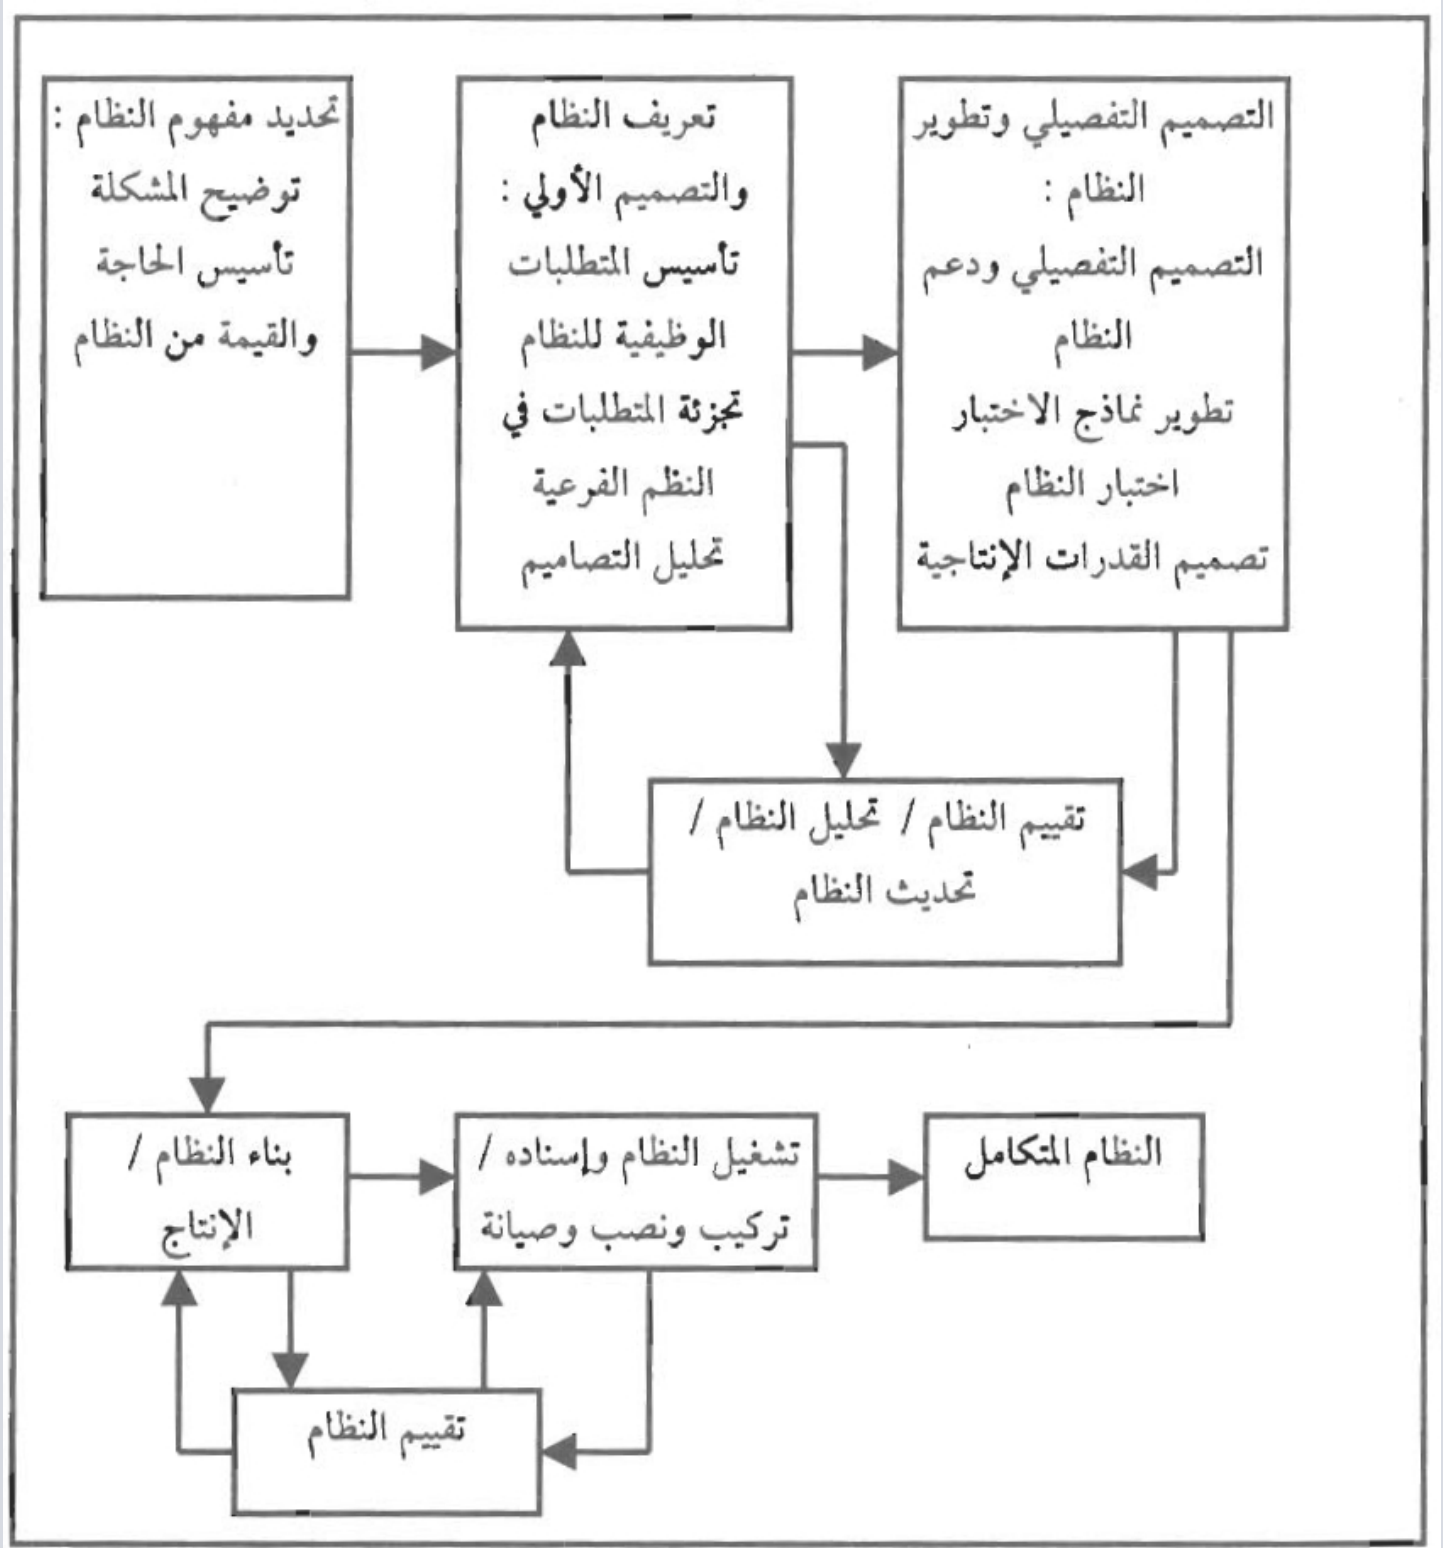 تحديد مفهوم النظام :
توضيح المشكلة
تأسيس الحاجة
والقيمة من النظام
تعريف النظام
والتصميم الأولي :
تأسيس المتطلبات
الوظيفية للنظام
تجزئة المتطلبات في
النظم الفرعية
تحليل التصاميم
التصميم التفصيلي وتطوير
النظام :
التصميم التفصيلي ودعم
النظام
تطوير نماذج الاختبار
اختبار النظام
تصميم القدرات الإنتاجية
تقييم النظام / تحليل النظام /
تحديث النظام
بناء النظام /
الإنتاج
تشغيل النظام وإسناده /
تركيب ونصب وصيانة
النظام المتكامل
تقييم النظام